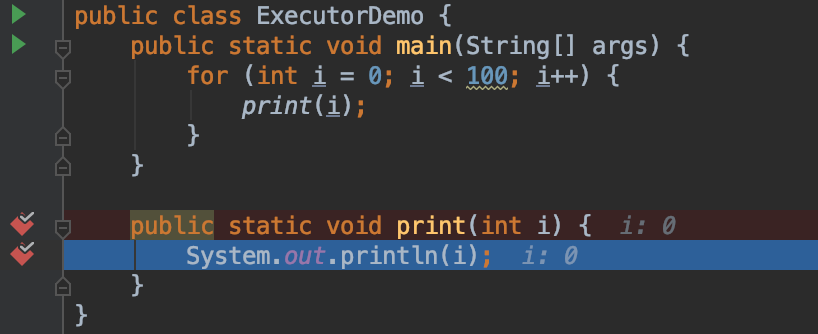 public class ExecutorDemo {
    public static void main(String[] args) {
        for (int i = 0; i < 100; i++) {
            print(i);
        }
    }

    public static void print(int i) {  i: 0
        System.out.println(i);  i: 0
    }
}